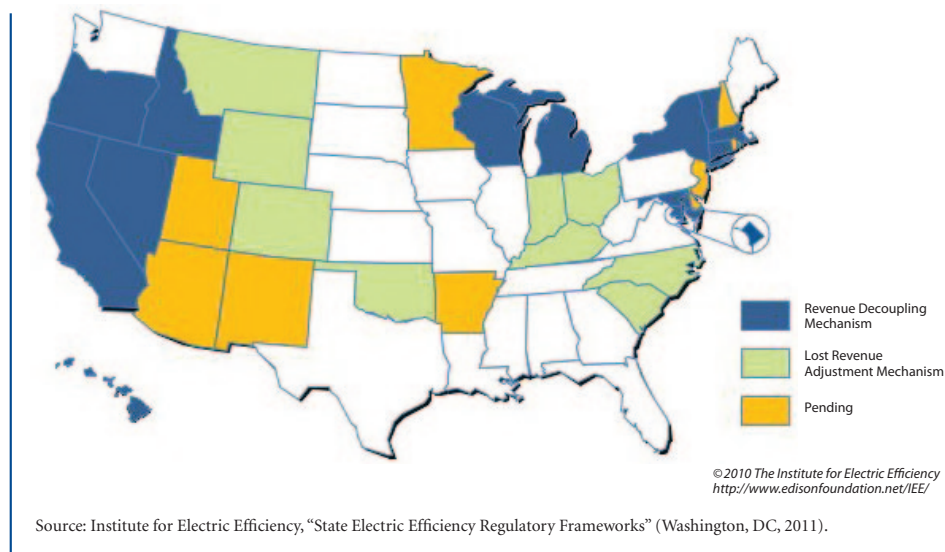 Revenue Decoupling
Mechanism
Lost Revenue
Adjustment Mechanism
Pending
©2010 The Institute for Electric Efficiency
http://www.edisonfoundation.net/IEE/
Source: Institute for Electric Efficiency, “State Electric Efficiency Regulatory Frameworks” (Washington, DC, 2011).